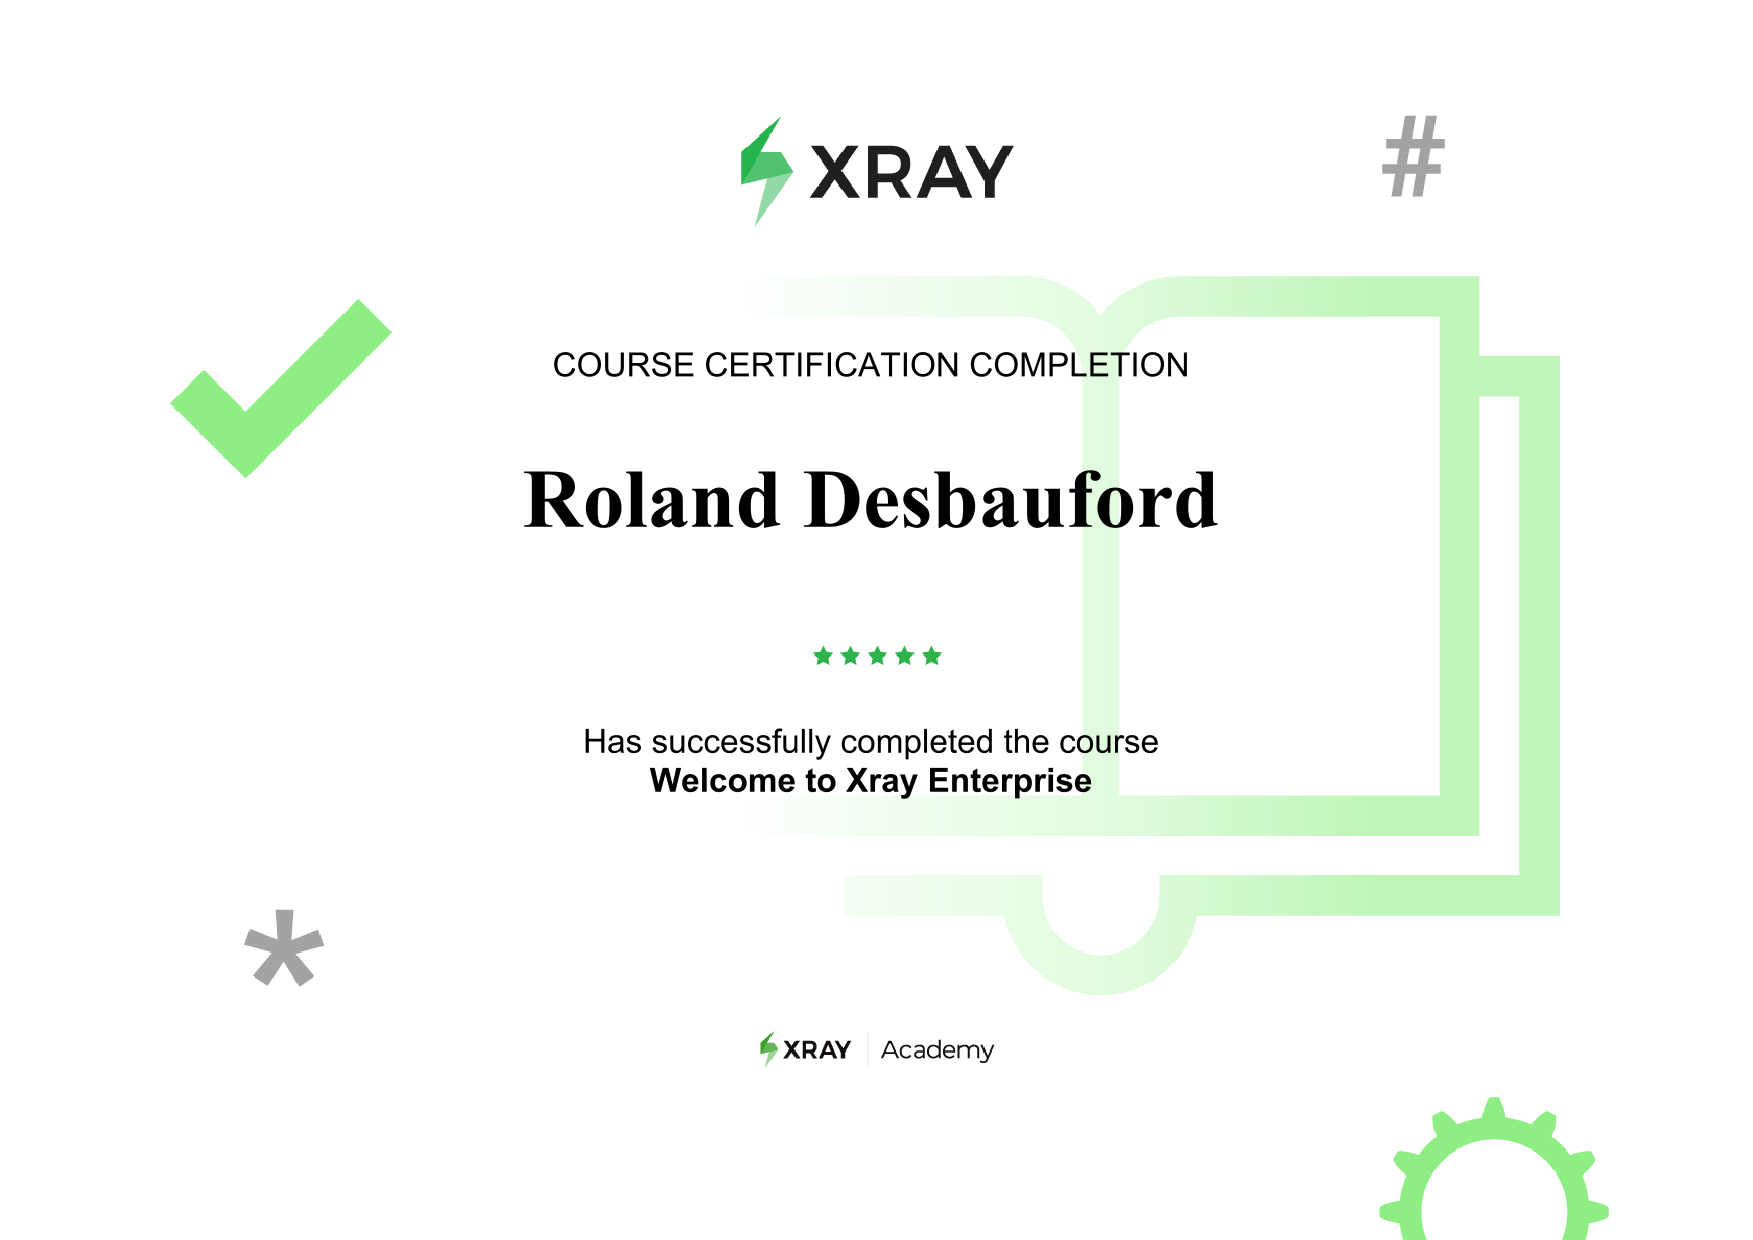 XRAY
#
COURSE CERTIFICATION COMPLETION
Roland Desbauford
Has successfully completed the course
Welcome to Xray Enterprise
*
XRAY | Academy